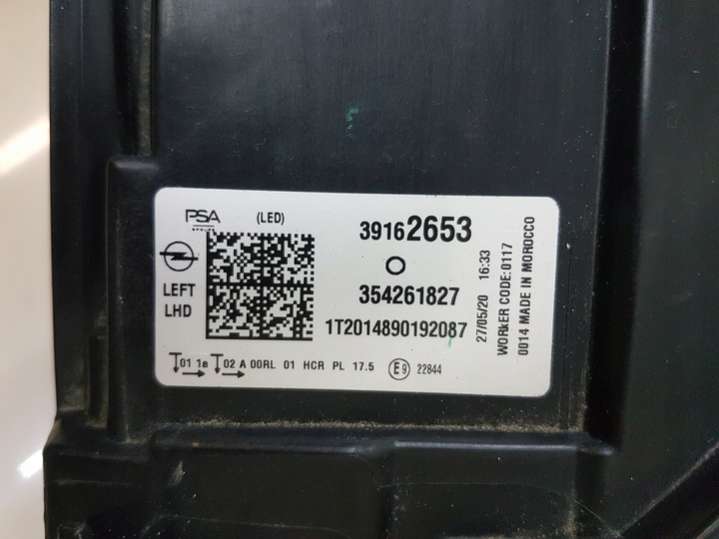 PSA (LED) 39162653
LEFT 354261827
LHD 1T2014890192087
01 1a 02 A 00RL 01 HCR PL 17.5 E9 22844
27/05/20 16:33
WORKER CODE:0117
0014 MADE IN MOROCCO